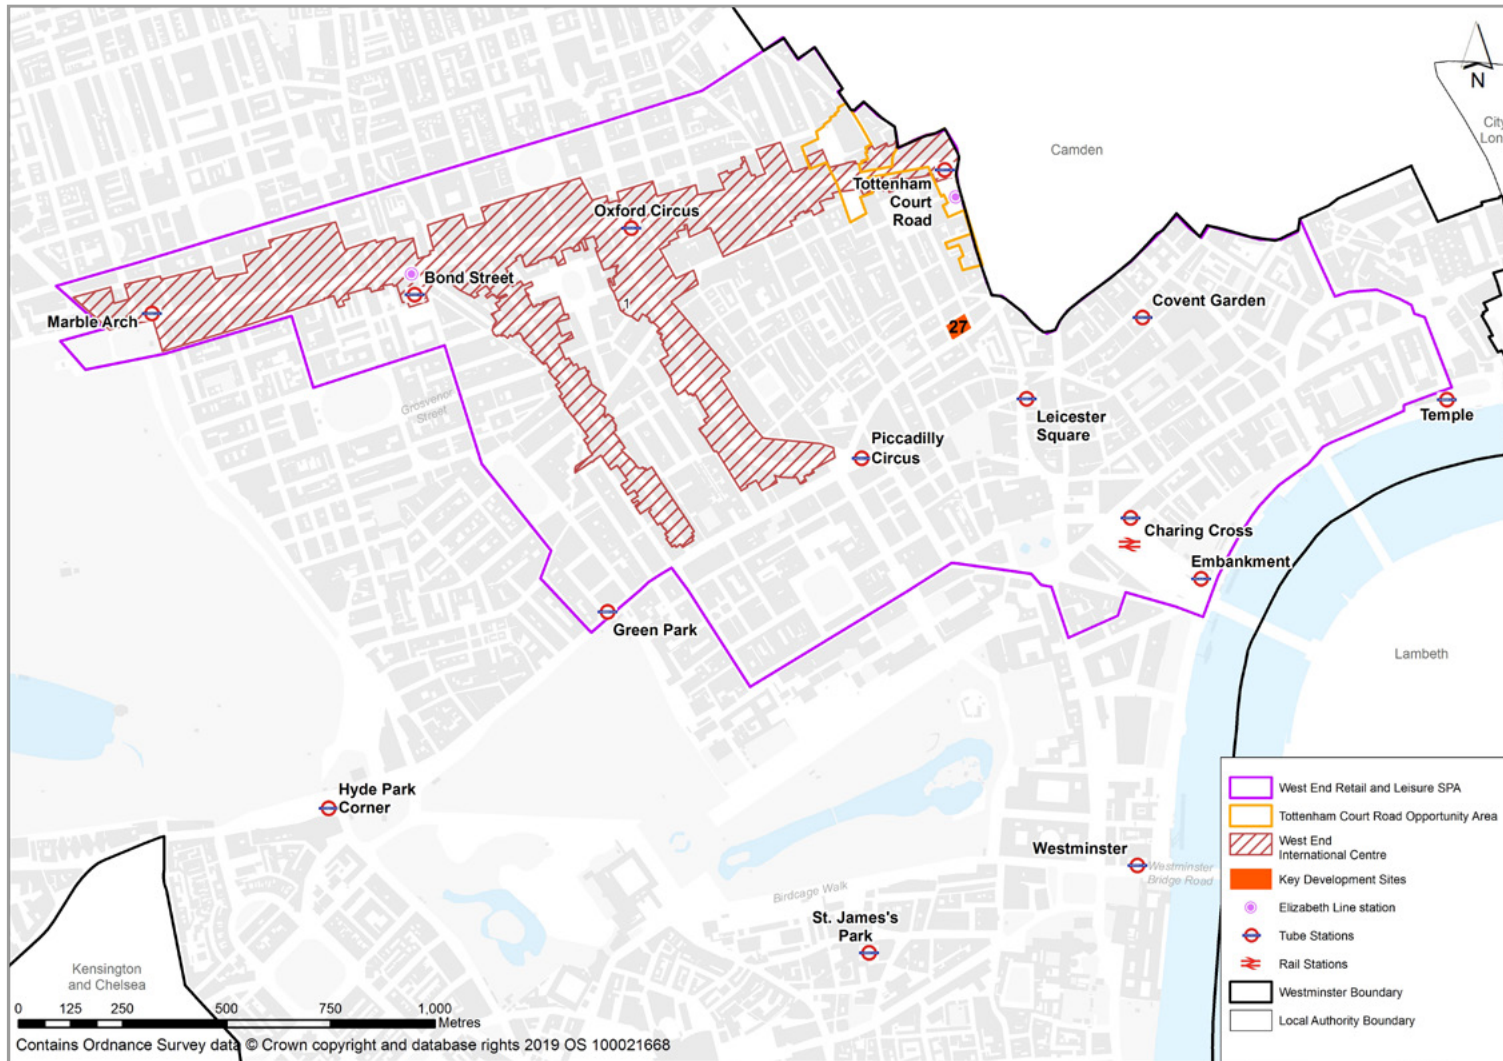 N
City
Lon
Camden
Tottenham
Court
Road
Oxford Circus
Bond Street
Marble Arch
1
27
Covent Garden
Grosvenor
Street
Leicester
Square
Temple
Piccadilly
Circus
Charing Cross
Embankment
Green Park
Lambeth
Hyde Park
Corner
Westminster
Westminster
Bridge Road
Birdcage Walk
St. James's
Park
Kensington
and Chelsea
West End Retail and Leisure SPA
Tottenham Court Road Opportunity Area
West End
International Centre
Key Development Sites
Elizabeth Line station
Tube Stations
Rail Stations
Westminster Boundary
Local Authority Boundary
0 125 250 500 750 1,000
Metres
Contains Ordnance Survey data © Crown copyright and database rights 2019 OS 100021668